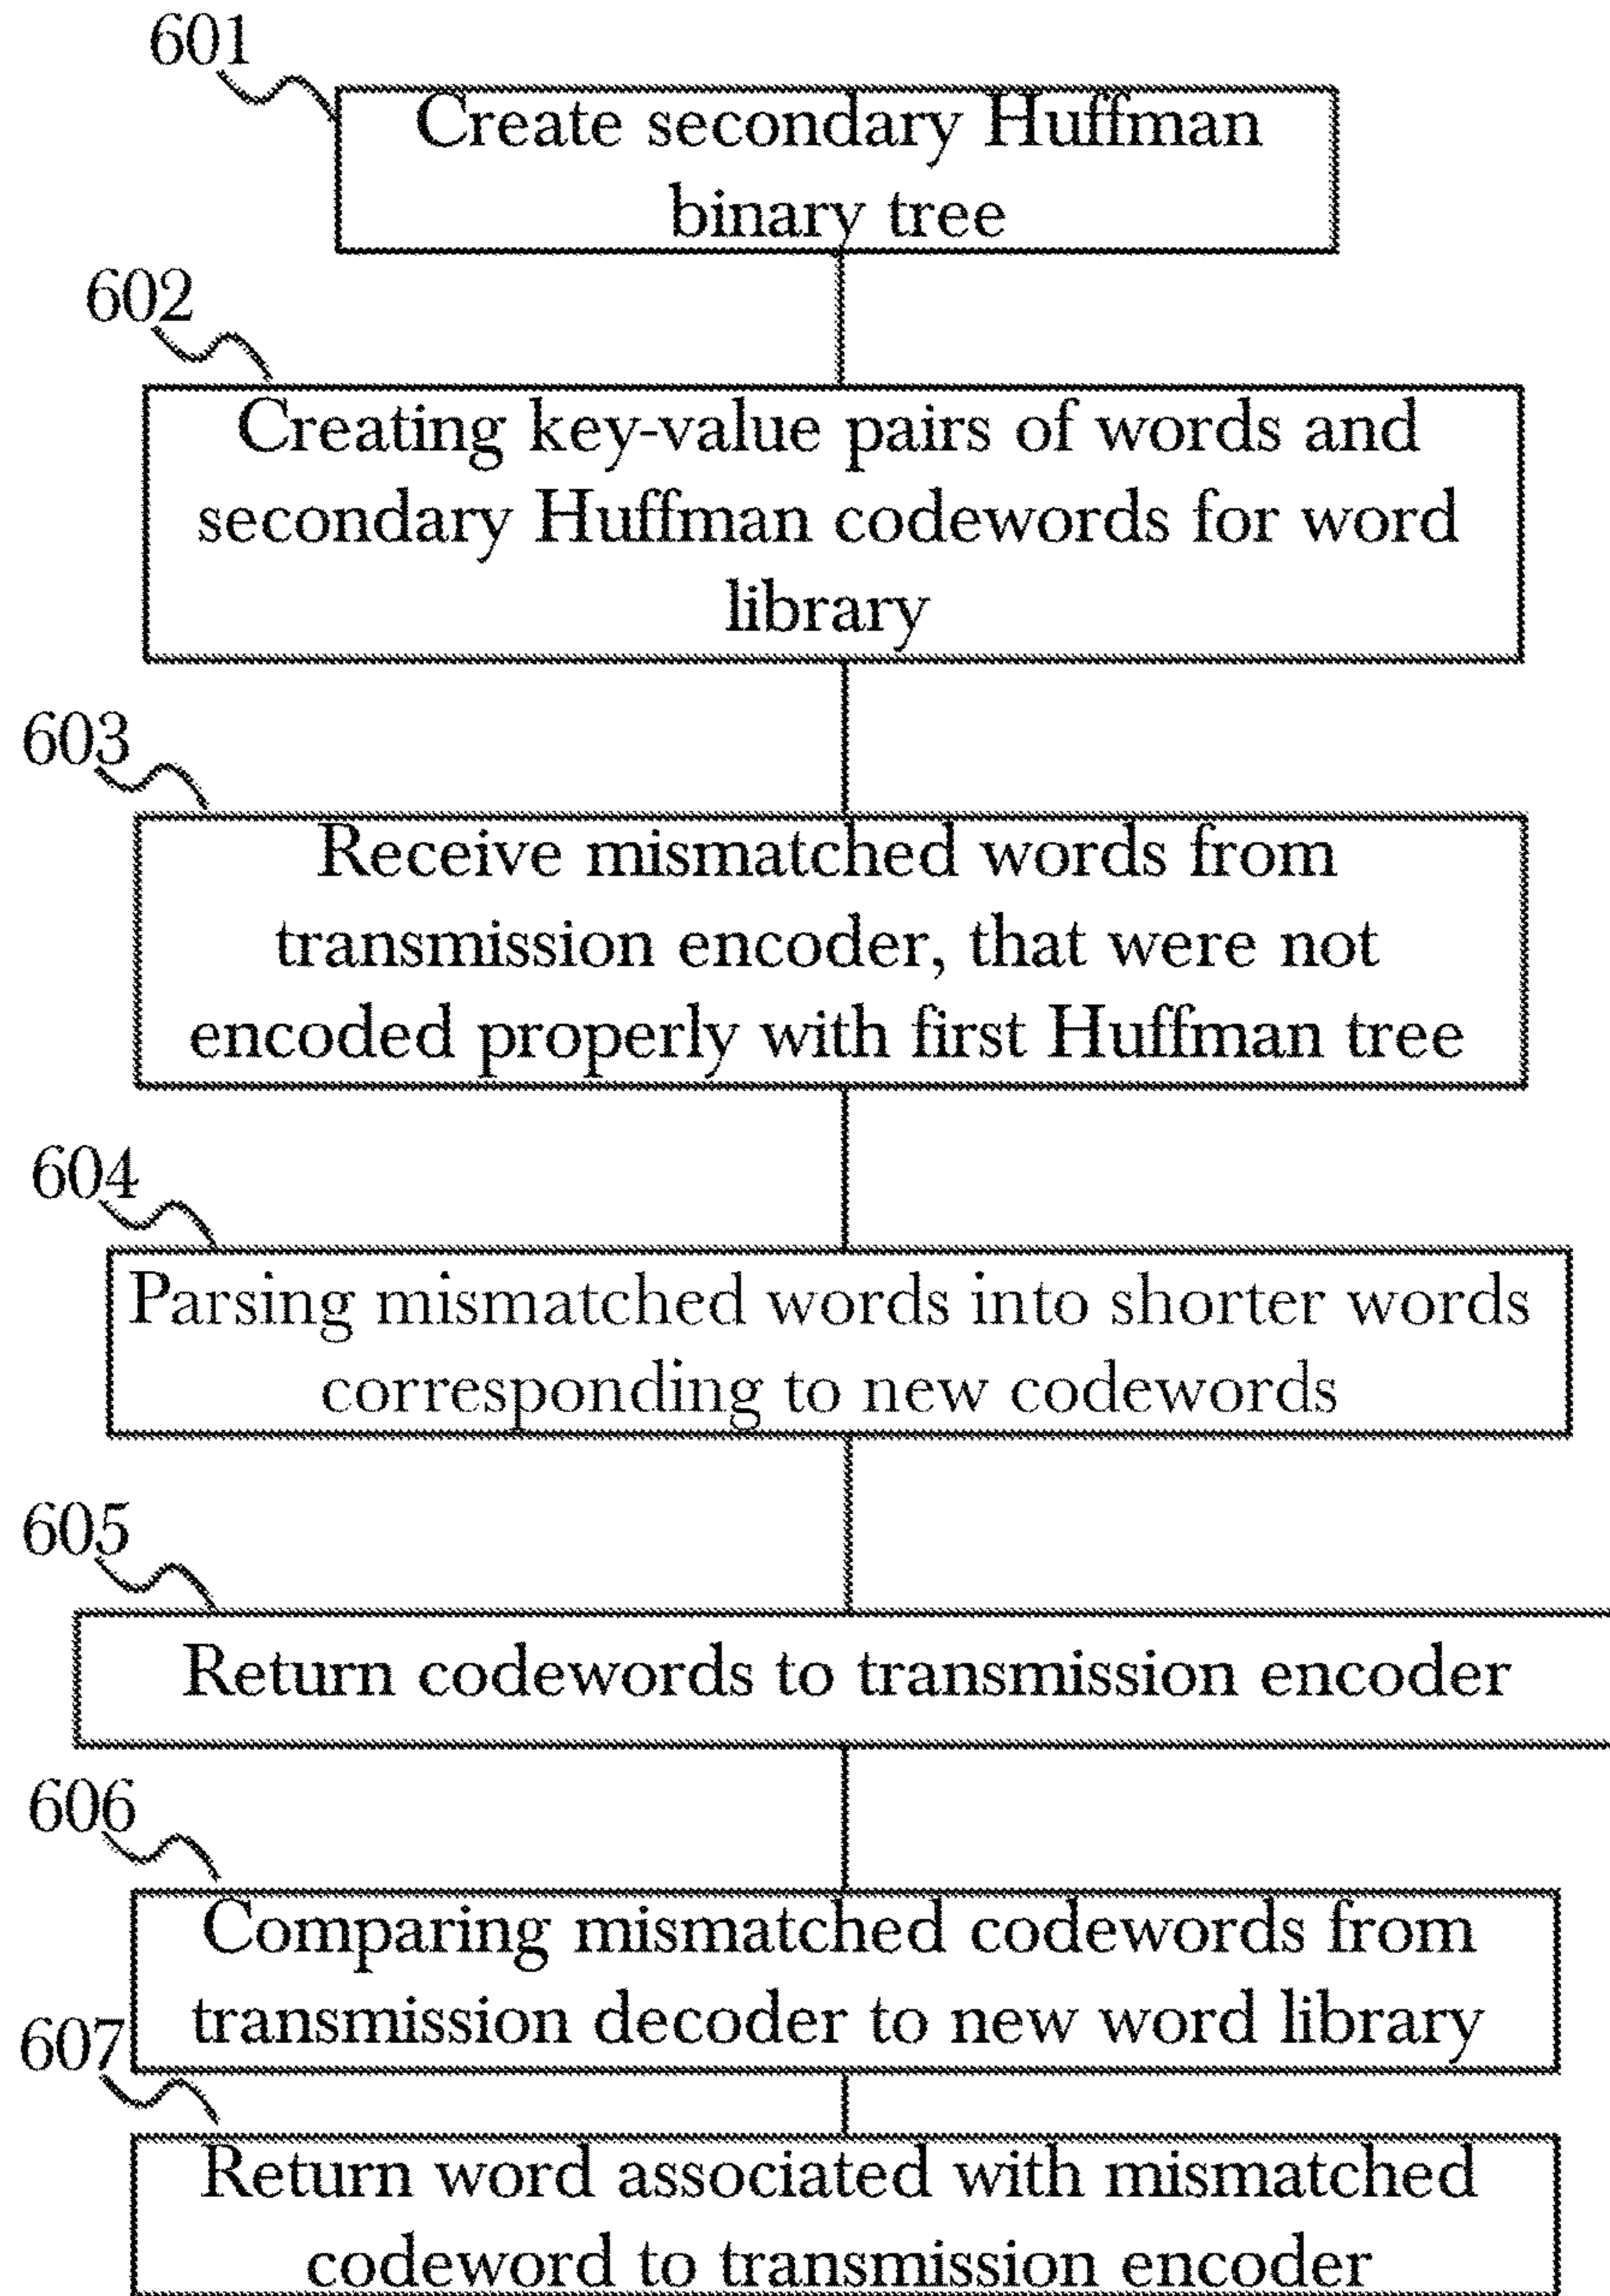 601
Create secondary Huffman
binary tree
602
Creating key-value pairs of words and
secondary Huffman codewords for word
library
603
Receive mismatched words from
transmission encoder, that were not
encoded properly with first Huffman tree
604
Parsing mismatched words into shorter words
corresponding to new codewords
605
Return codewords to transmission encoder
606
Comparing mismatched codewords from
transmission decoder to new word library
607
Return word associated with mismatched
codeword to transmission encoder